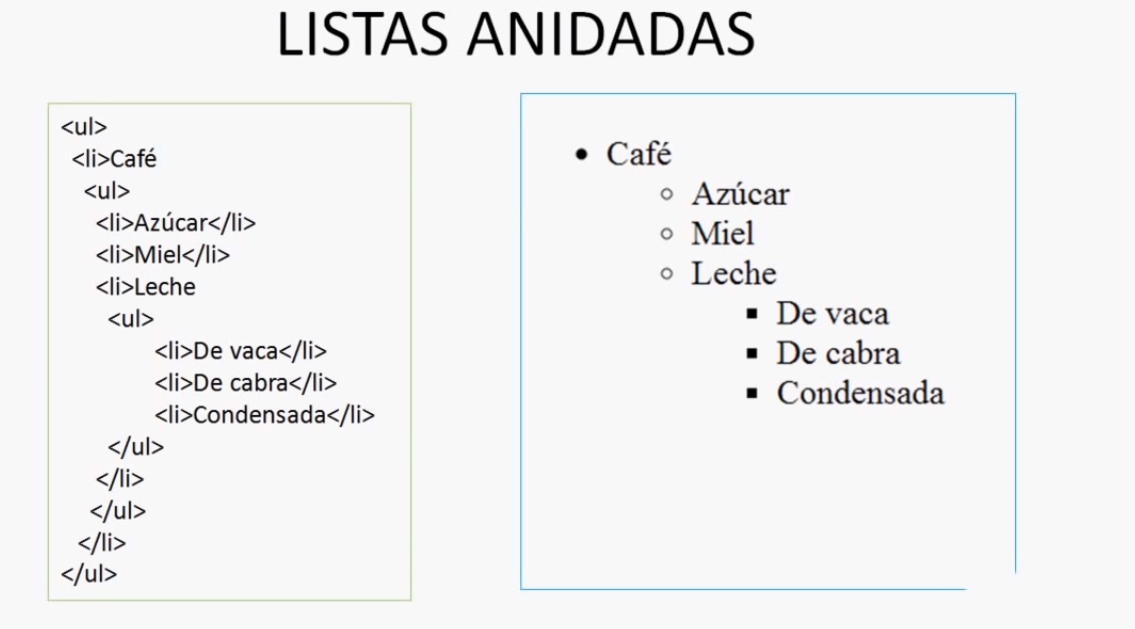 LISTAS ANIDADAS
<ul>
<li>Café
<ul>
<li>Azúcar</li>
<li>Miel</li>
<li>Leche
<ul>
<li>De vaca</li>
<li>De cabra</li>
<li>Condensada</li>
</ul>
</li>
</ul>
</li>
</ul>
• Café
○ Azúcar
○ Miel
○ Leche
▪ De vaca
▪ De cabra
▪ Condensada